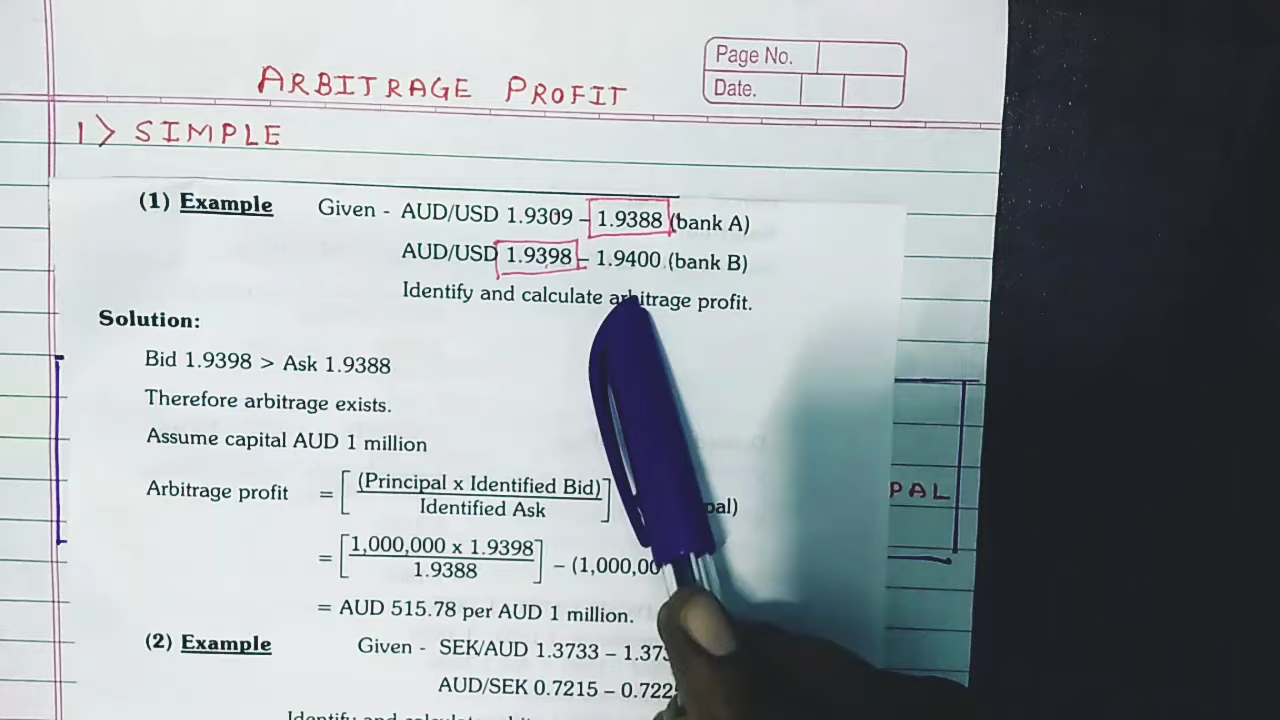 ARBITRAGE PROFIT
Page No.
Date.
1> SIMPLE
(1) Example Given - AUD/USD 1.9309 – 1.9388 (bank A)
AUD/USD 1.9398 – 1.9400 (bank B)
Identify and calculate arbitrage profit.
Solution:
Bid 1.9398 > Ask 1.9388
Therefore arbitrage exists.
Assume capital AUD 1 million
Arbitrage profit = [(Principal x Identified Bid)
Identified Ask]
= [1,000,000 x 1.9398
1.9388] – (1,000,00
= AUD 515.78 per AUD 1 million.
(2) Example Given - SEK/AUD 1.3733 – 1.37
AUD/SEK 0.7215 – 0.722
Identify and